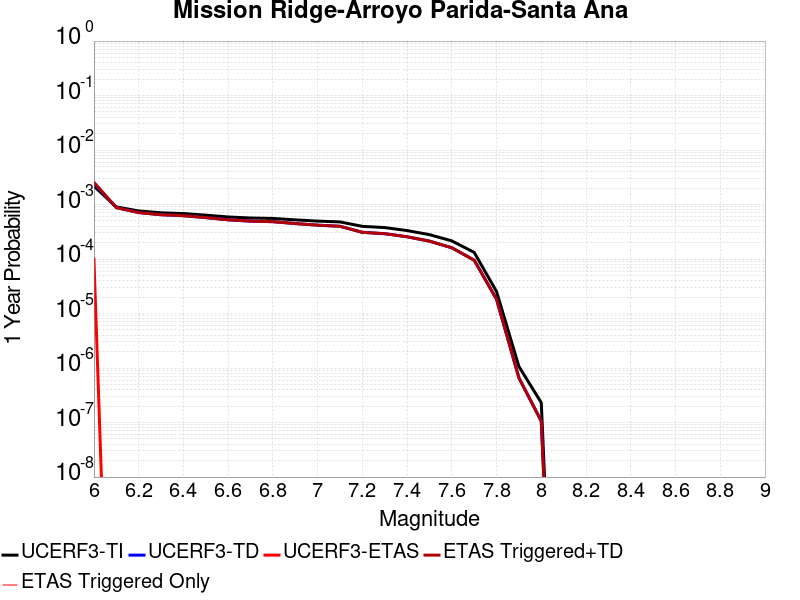 Mission Ridge-Arroyo Parida-Santa Ana
1 Year Probability
10^0
10^-1
10^-2
10^-3
10^-4
10^-5
10^-6
10^-7
10^-8
6 6.2 6.4 6.6 6.8 7 7.2 7.4 7.6 7.8 8 8.2 8.4 8.6 8.8 9
Magnitude
UCERF3-TI UCERF3-TD UCERF3-ETAS ETAS Triggered+TD
ETAS Triggered Only